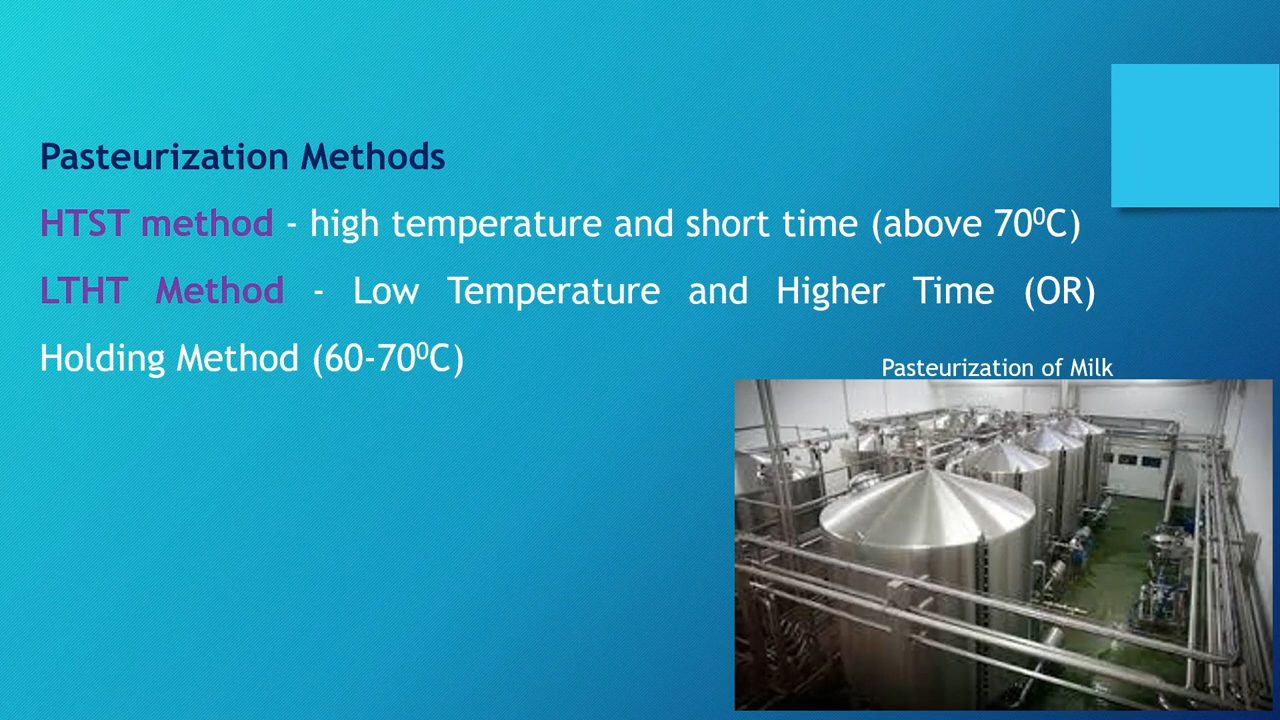 Pasteurization Methods
HTST method - high temperature and short time (above 70⁰C)
LTHT Method - Low Temperature and Higher Time (OR)
Holding Method (60-70⁰C)
Pasteurization of Milk